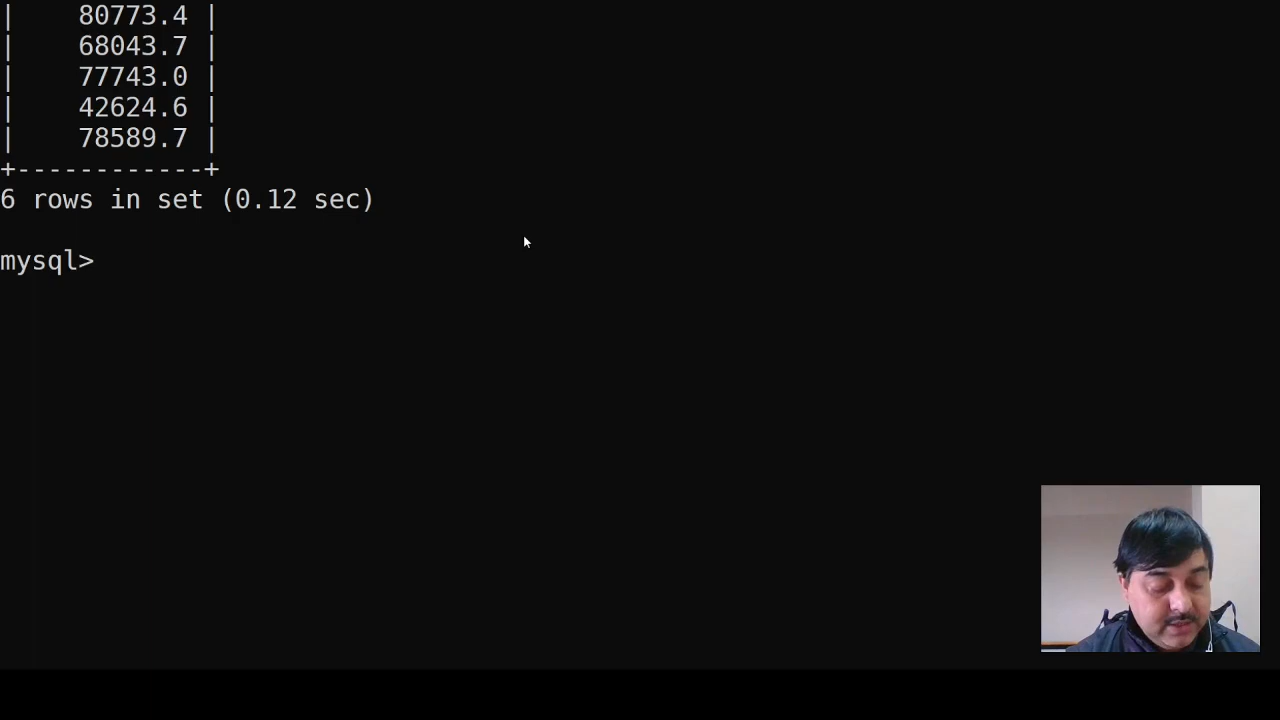 |    80773.4 |
|    68043.7 |
|    77743.0 |
|    42624.6 |
|    78589.7 |
+------------+
6 rows in set (0.12 sec)
mysql>